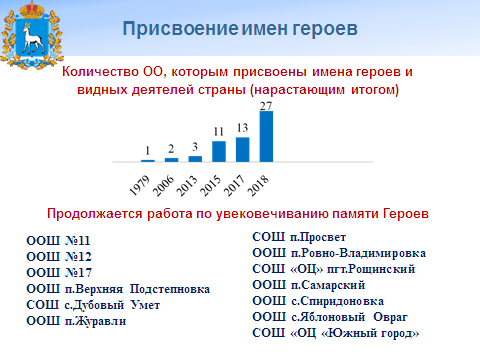 Присвоение имен героев
Количество ОО, которым присвоены имена героев и
видных деятелей страны (нарастающим итогом)
27
13
11
3
2
1
1979 2006 2013 2015 2017 2018
Продолжается работа по увековечиванию памяти Героев
ООШ №11
ООШ №12
ООШ №17
ООШ п.Верхняя Подстепновка
СОШ с.Дубовый Умет
ООШ п.Журавли
СОШ п.Просвет
ООШ п.Ровно-Владимировка
СОШ «ОЦ» пгт.Рощинский
ООШ п.Самарский
ООШ с.Спиридоновка
ООШ с.Яблоновый Овраг
СОШ «ОЦ «Южный город»